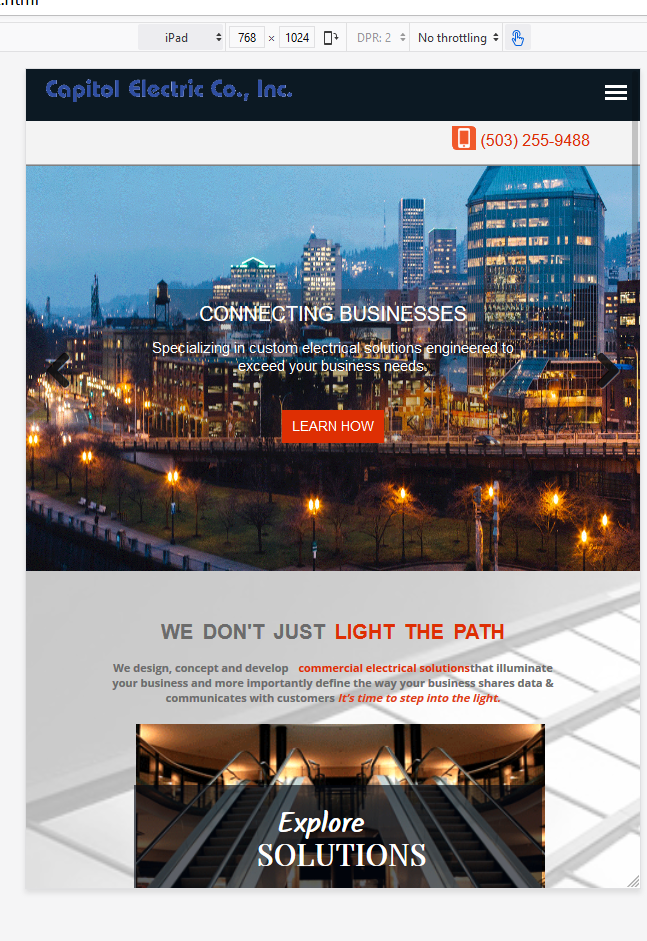 .html
iPad
768 × 1024
DPR: 2
No throttling
Capitol Electric Co., Inc.
(503) 255-9488
CONNECTING BUSINESSES
Specializing in custom electrical solutions engineered to
exceed your business needs.
LEARN HOW
WE DON'T JUST LIGHT THE PATH
We design, concept and develop commercial electrical solutionsthat illuminate
your business and more importantly define the way your business shares data &
communicates with customers It's time to step into the light.
Explore
SOLUTIONS